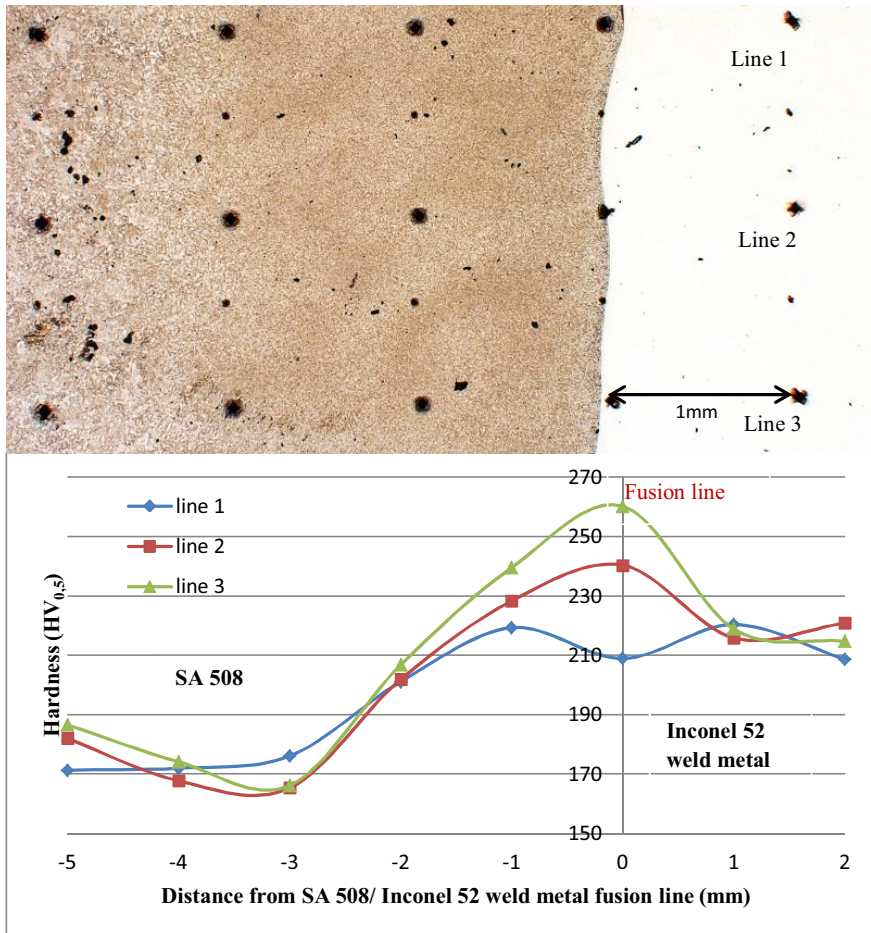 Line 1
Line 2
1mm
Line 3
270
Fusion line
line 1
250
line 2
line 3
230
Hardness (HV0,5)
210
SA 508
190
Inconel 52
weld metal
170
150
-5 -4 -3 -2 -1 0 1 2
Distance from SA 508/ Inconel 52 weld metal fusion line (mm)